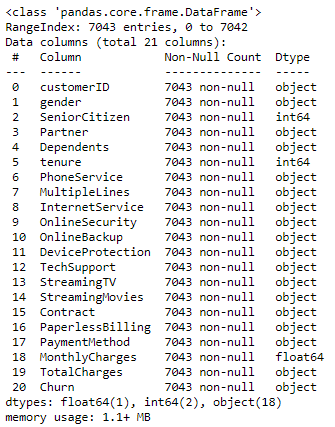 <class 'pandas.core.frame.DataFrame'>
RangeIndex: 7043 entries, 0 to 7042
Data columns (total 21 columns):
 #   Column            Non-Null Count  Dtype
---  ------            --------------  -----
 0   customerID        7043 non-null   object
 1   gender            7043 non-null   object
 2   SeniorCitizen     7043 non-null   int64
 3   Partner           7043 non-null   object
 4   Dependents        7043 non-null   object
 5   tenure            7043 non-null   int64
 6   PhoneService      7043 non-null   object
 7   MultipleLines     7043 non-null   object
 8   InternetService   7043 non-null   object
 9   OnlineSecurity    7043 non-null   object
 10  OnlineBackup      7043 non-null   object
 11  DeviceProtection  7043 non-null   object
 12  TechSupport       7043 non-null   object
 13  StreamingTV       7043 non-null   object
 14  StreamingMovies   7043 non-null   object
 15  Contract          7043 non-null   object
 16  PaperlessBilling  7043 non-null   object
 17  PaymentMethod     7043 non-null   object
 18  MonthlyCharges    7043 non-null   float64
 19  TotalCharges      7043 non-null   object
 20  Churn             7043 non-null   object
dtypes: float64(1), int64(2), object(18)
memory usage: 1.1+ MB